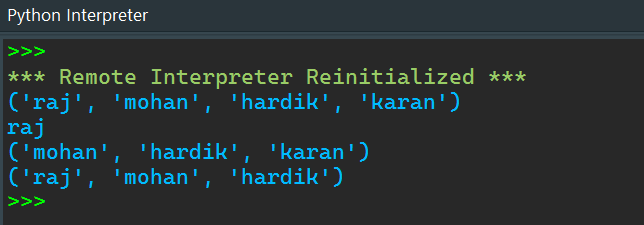 Python Interpreter
>>>
*** Remote Interpreter Reinitialized ***
('raj', 'mohan', 'hardik', 'karan')
raj
('mohan', 'hardik', 'karan')
('raj', 'mohan', 'hardik')
>>>